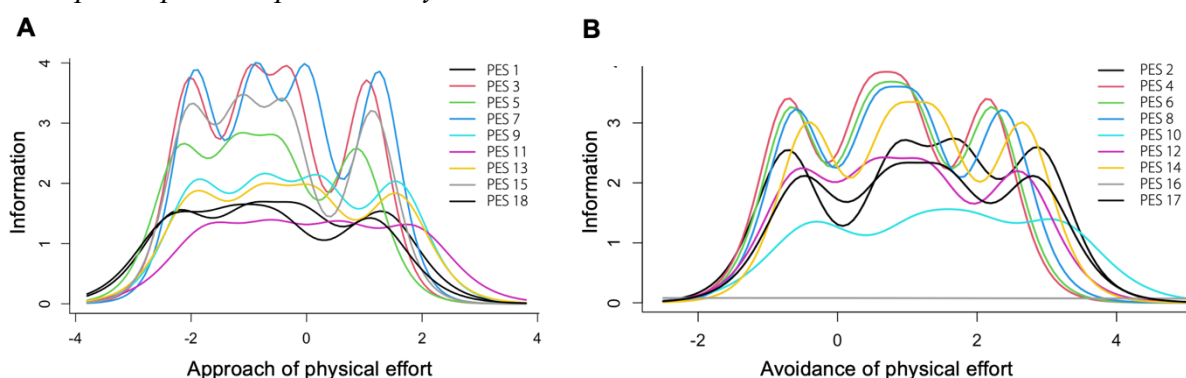 A
B
Information
4
3
2
1
0
-4
-2
0
2
4
Approach of physical effort
PES 1
PES 3
PES 5
PES 7
PES 9
PES 11
PES 13
PES 15
PES 18
Information
4
3
2
1
0
-2
0
2
4
Avoidance of physical effort
PES 2
PES 4
PES 6
PES 8
PES 10
PES 12
PES 14
PES 16
PES 17